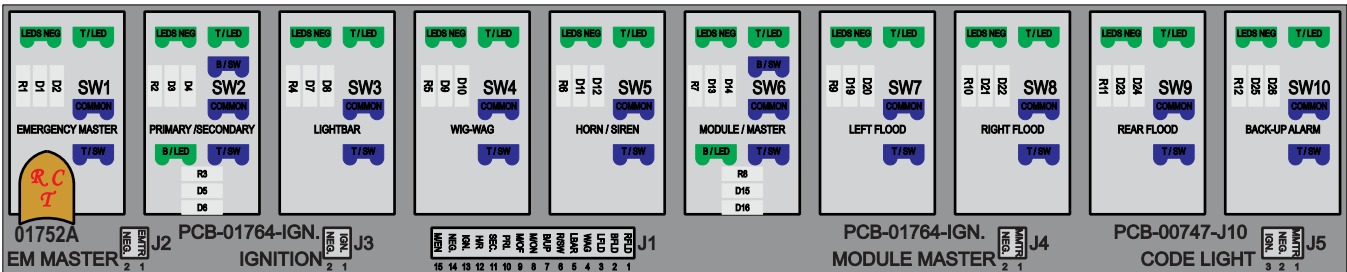 LEDS NEG T / LED LEDS NEG T / LED LEDS NEG T / LED LEDS NEG T / LED LEDS NEG T / LED LEDS NEG T / LED LEDS NEG T / LED LEDS NEG T / LED LEDS NEG T / LED LEDS NEG T / LED
B / SW B / SW
R1 D1 D2 SW1 R2 D3 D4 SW2 R4 D7 D8 SW3 R5 D9 D10 SW4 R6 D11 D12 SW5 R7 D13 D14 SW6 R9 D19 D20 SW7 R10 D21 D22 SW8 R11 D23 D24 SW9 R12 D25 D26 SW10
COMMON COMMON COMMON COMMON COMMON COMMON COMMON COMMON COMMON COMMON
EMERGENCY MASTER PRIMARY /SECONDARY LIGHTBAR WIG-WAG HORN / SIREN MODULE / MASTER LEFT FLOOD RIGHT FLOOD REAR FLOOD BACK-UP ALARM
T / SW B / LED T / SW T / SW T / SW T / SW B / LED T / SW T / SW T / SW T / SW T / SW
R3 R8
D5 D15
D6 D16
R C
T
01752A PCB-01764-IGN. PCB-01764-IGN. PCB-00747-J10
EM MASTER NEG. EMTR J2 IGNITION NEG. IGN. J3 MEN NEG. IGN HR SEC. PRI. MOF MON B/UP RSW LBAR WAG LFLD BFLD RFLD J1 MODULE MASTER NEG. MMTR J4 CODE LIGHT IGN. NEG. MMTR J5
2 1 2 1 15 14 13 12 11 10 9 8 7 6 5 4 3 2 1 2 1 3 2 1